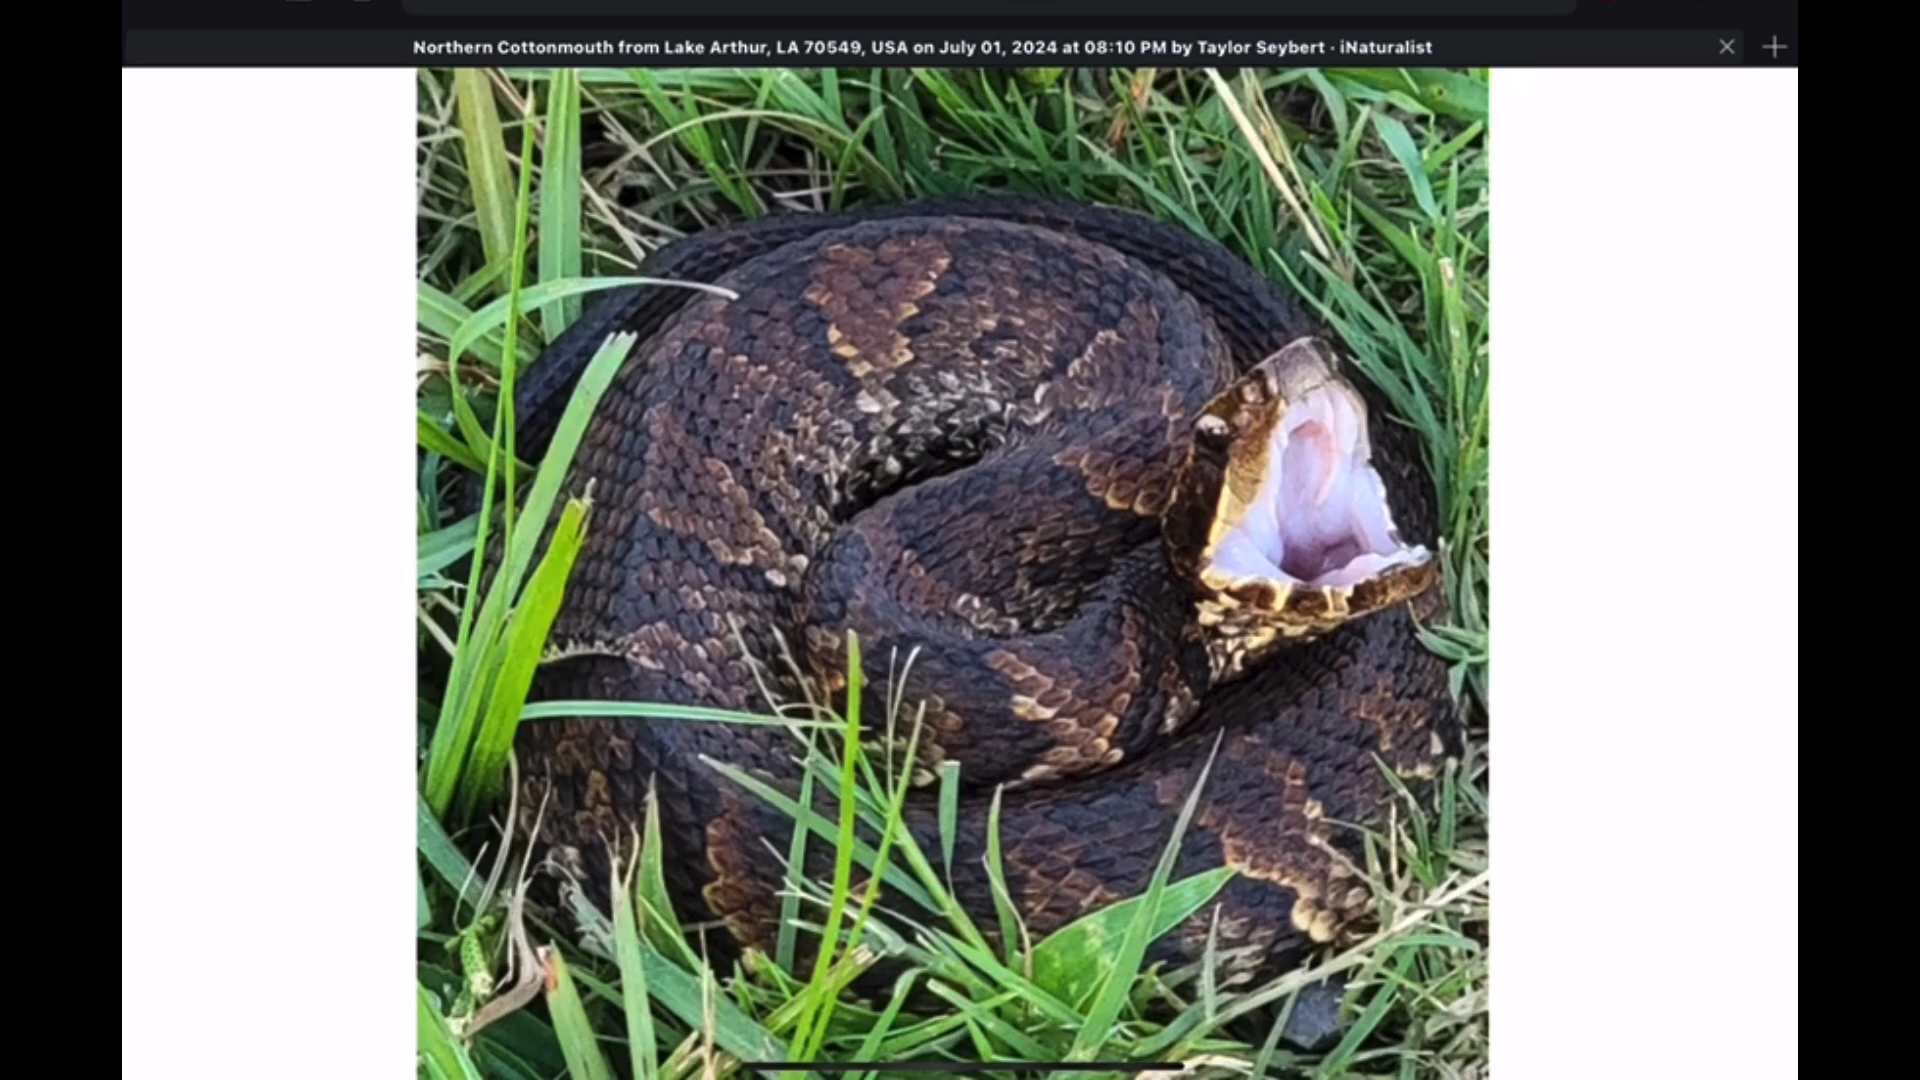 Northern Cottonmouth from Lake Arthur, LA 70549, USA on July 01, 2024 at 08:10 PM by Taylor Seybert · iNaturalist